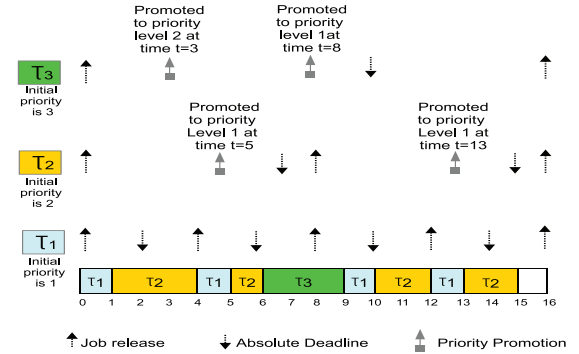 Promoted to priority level 2 at time t=3
Promoted to priority level 1at time t=8
τ3
Initial priority is 3
Promoted to priority Level 1 at time t=5
Promoted to priority Level 1 at time t=13
τ2
Initial priority is 2
τ1
Initial priority is 1
τ1 τ2 τ1 τ2 τ3 τ1 τ2 τ1 τ2
0 1 2 3 4 5 6 7 8 9 10 11 12 13 14 15 16
Job release Absolute Deadline Priority Promotion